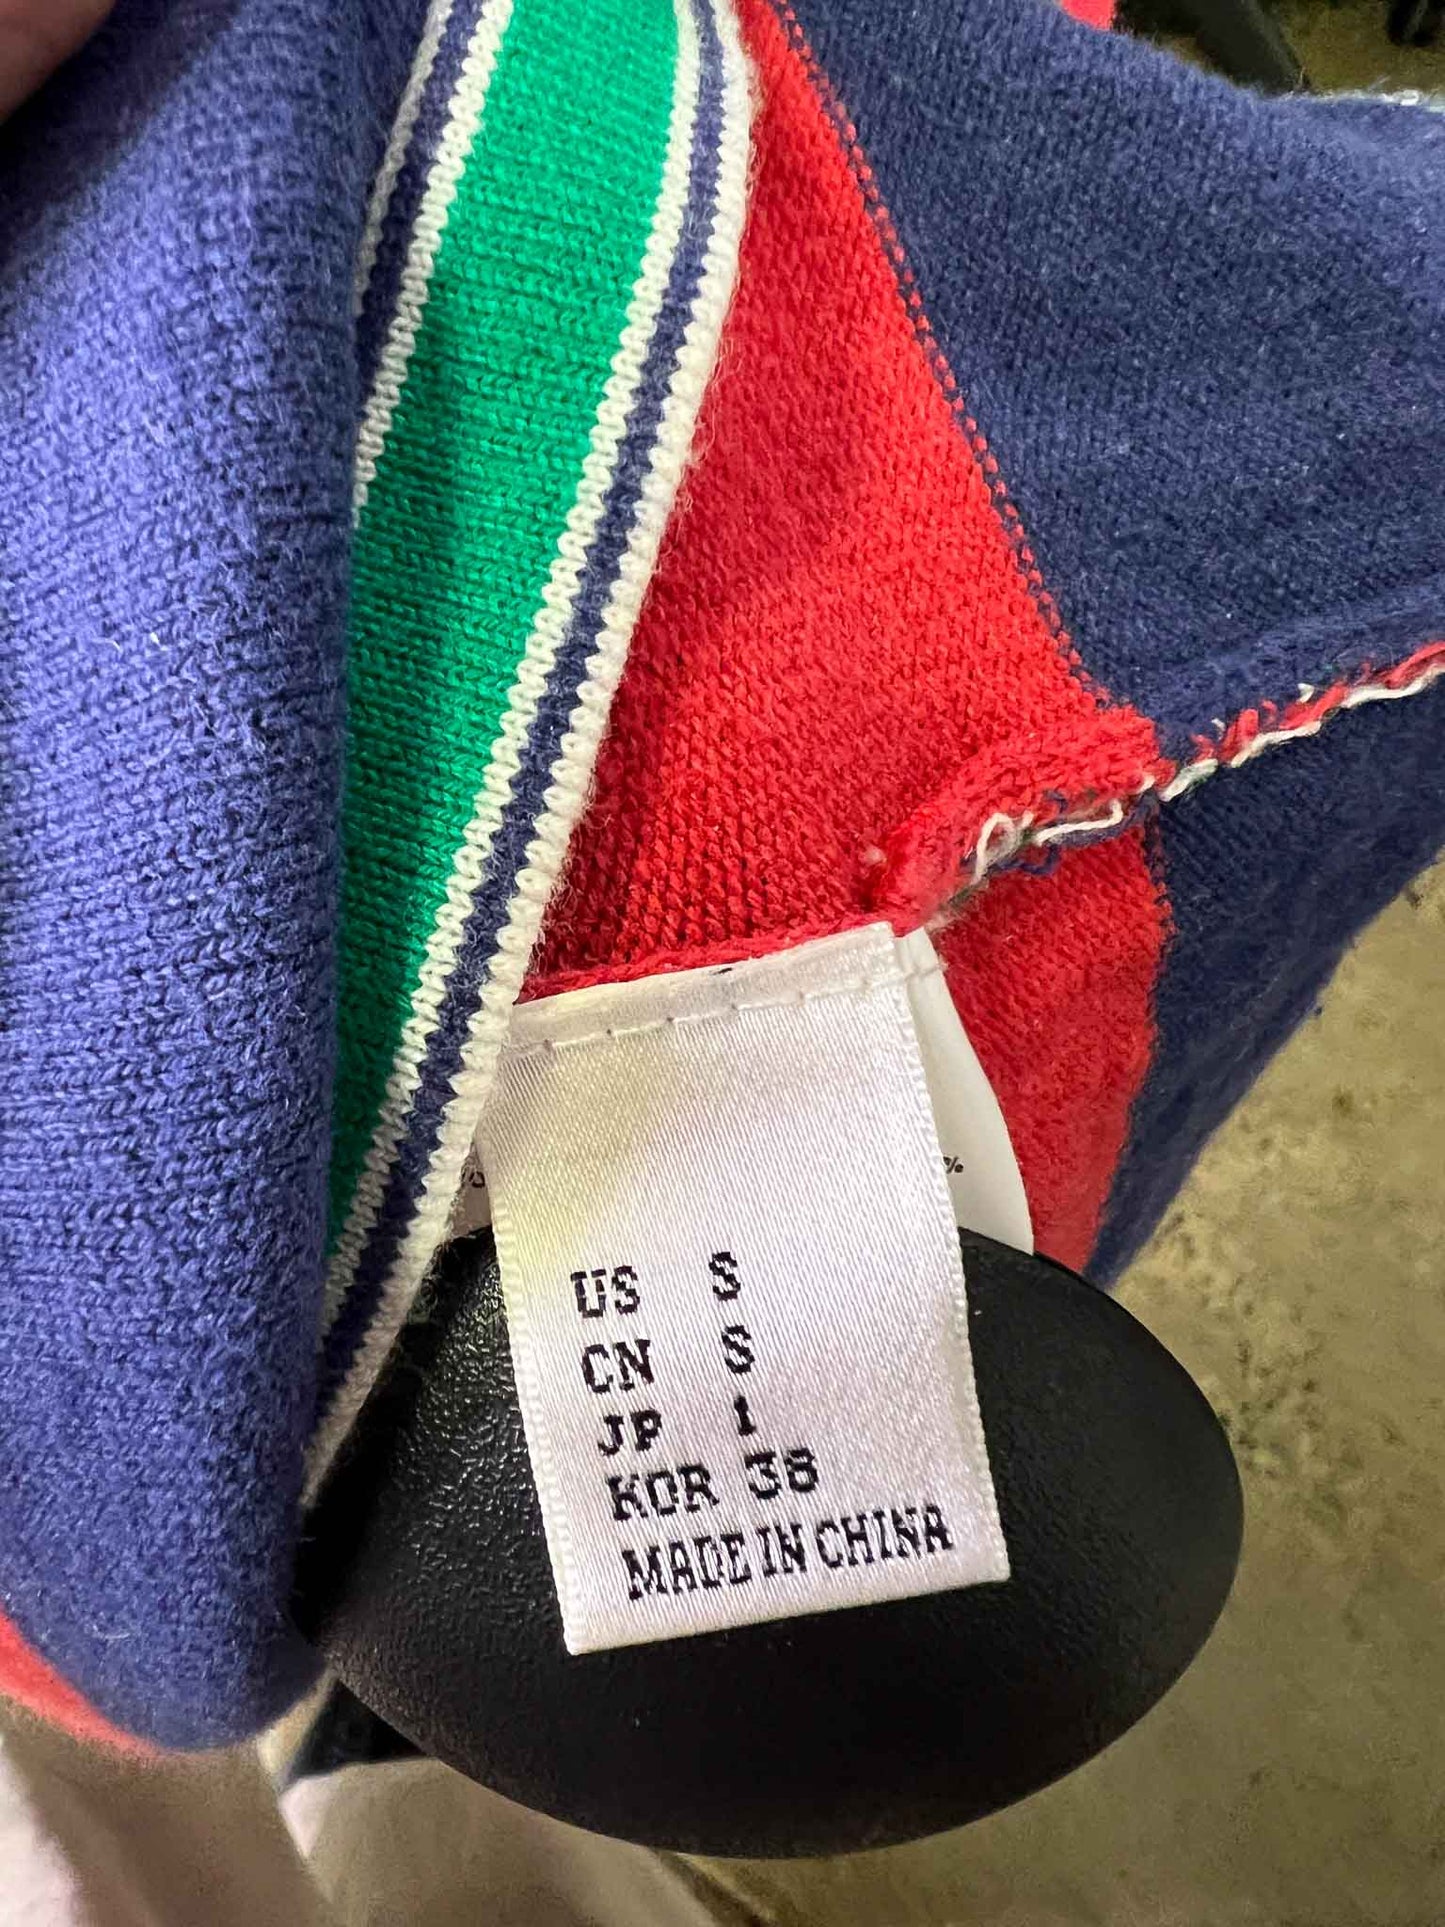 US S
CN S
JP 1
KOR 36
MADE IN CHINA
%